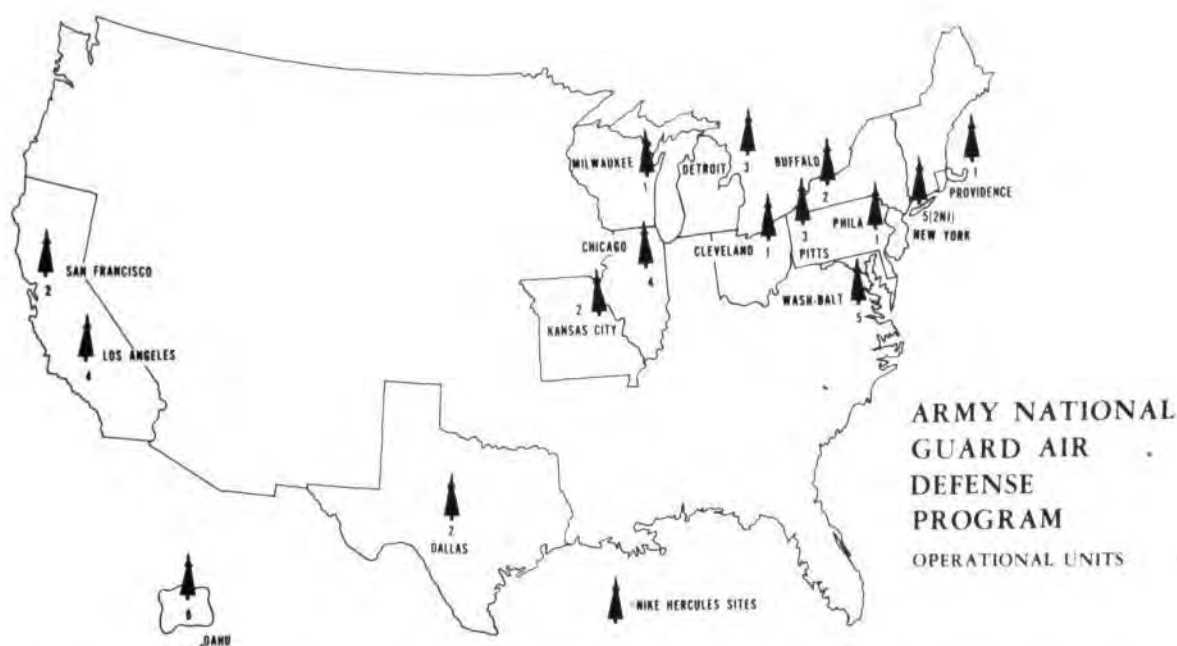 MILWAUKEE
1
DETROIT
3
BUFFALO
2
1
PROVIDENCE
5(2NJ)
NEW YORK
PHILA
1
3
PITTS
CLEVELAND
1
CHICAGO
4
WASH-BALT
5
2
KANSAS CITY
SAN FRANCISCO
2
LOS ANGELES
4
2
DALLAS
OAHU
NIKE HERCULES SITES
ARMY NATIONAL
GUARD AIR
DEFENSE
PROGRAM
OPERATIONAL UNITS